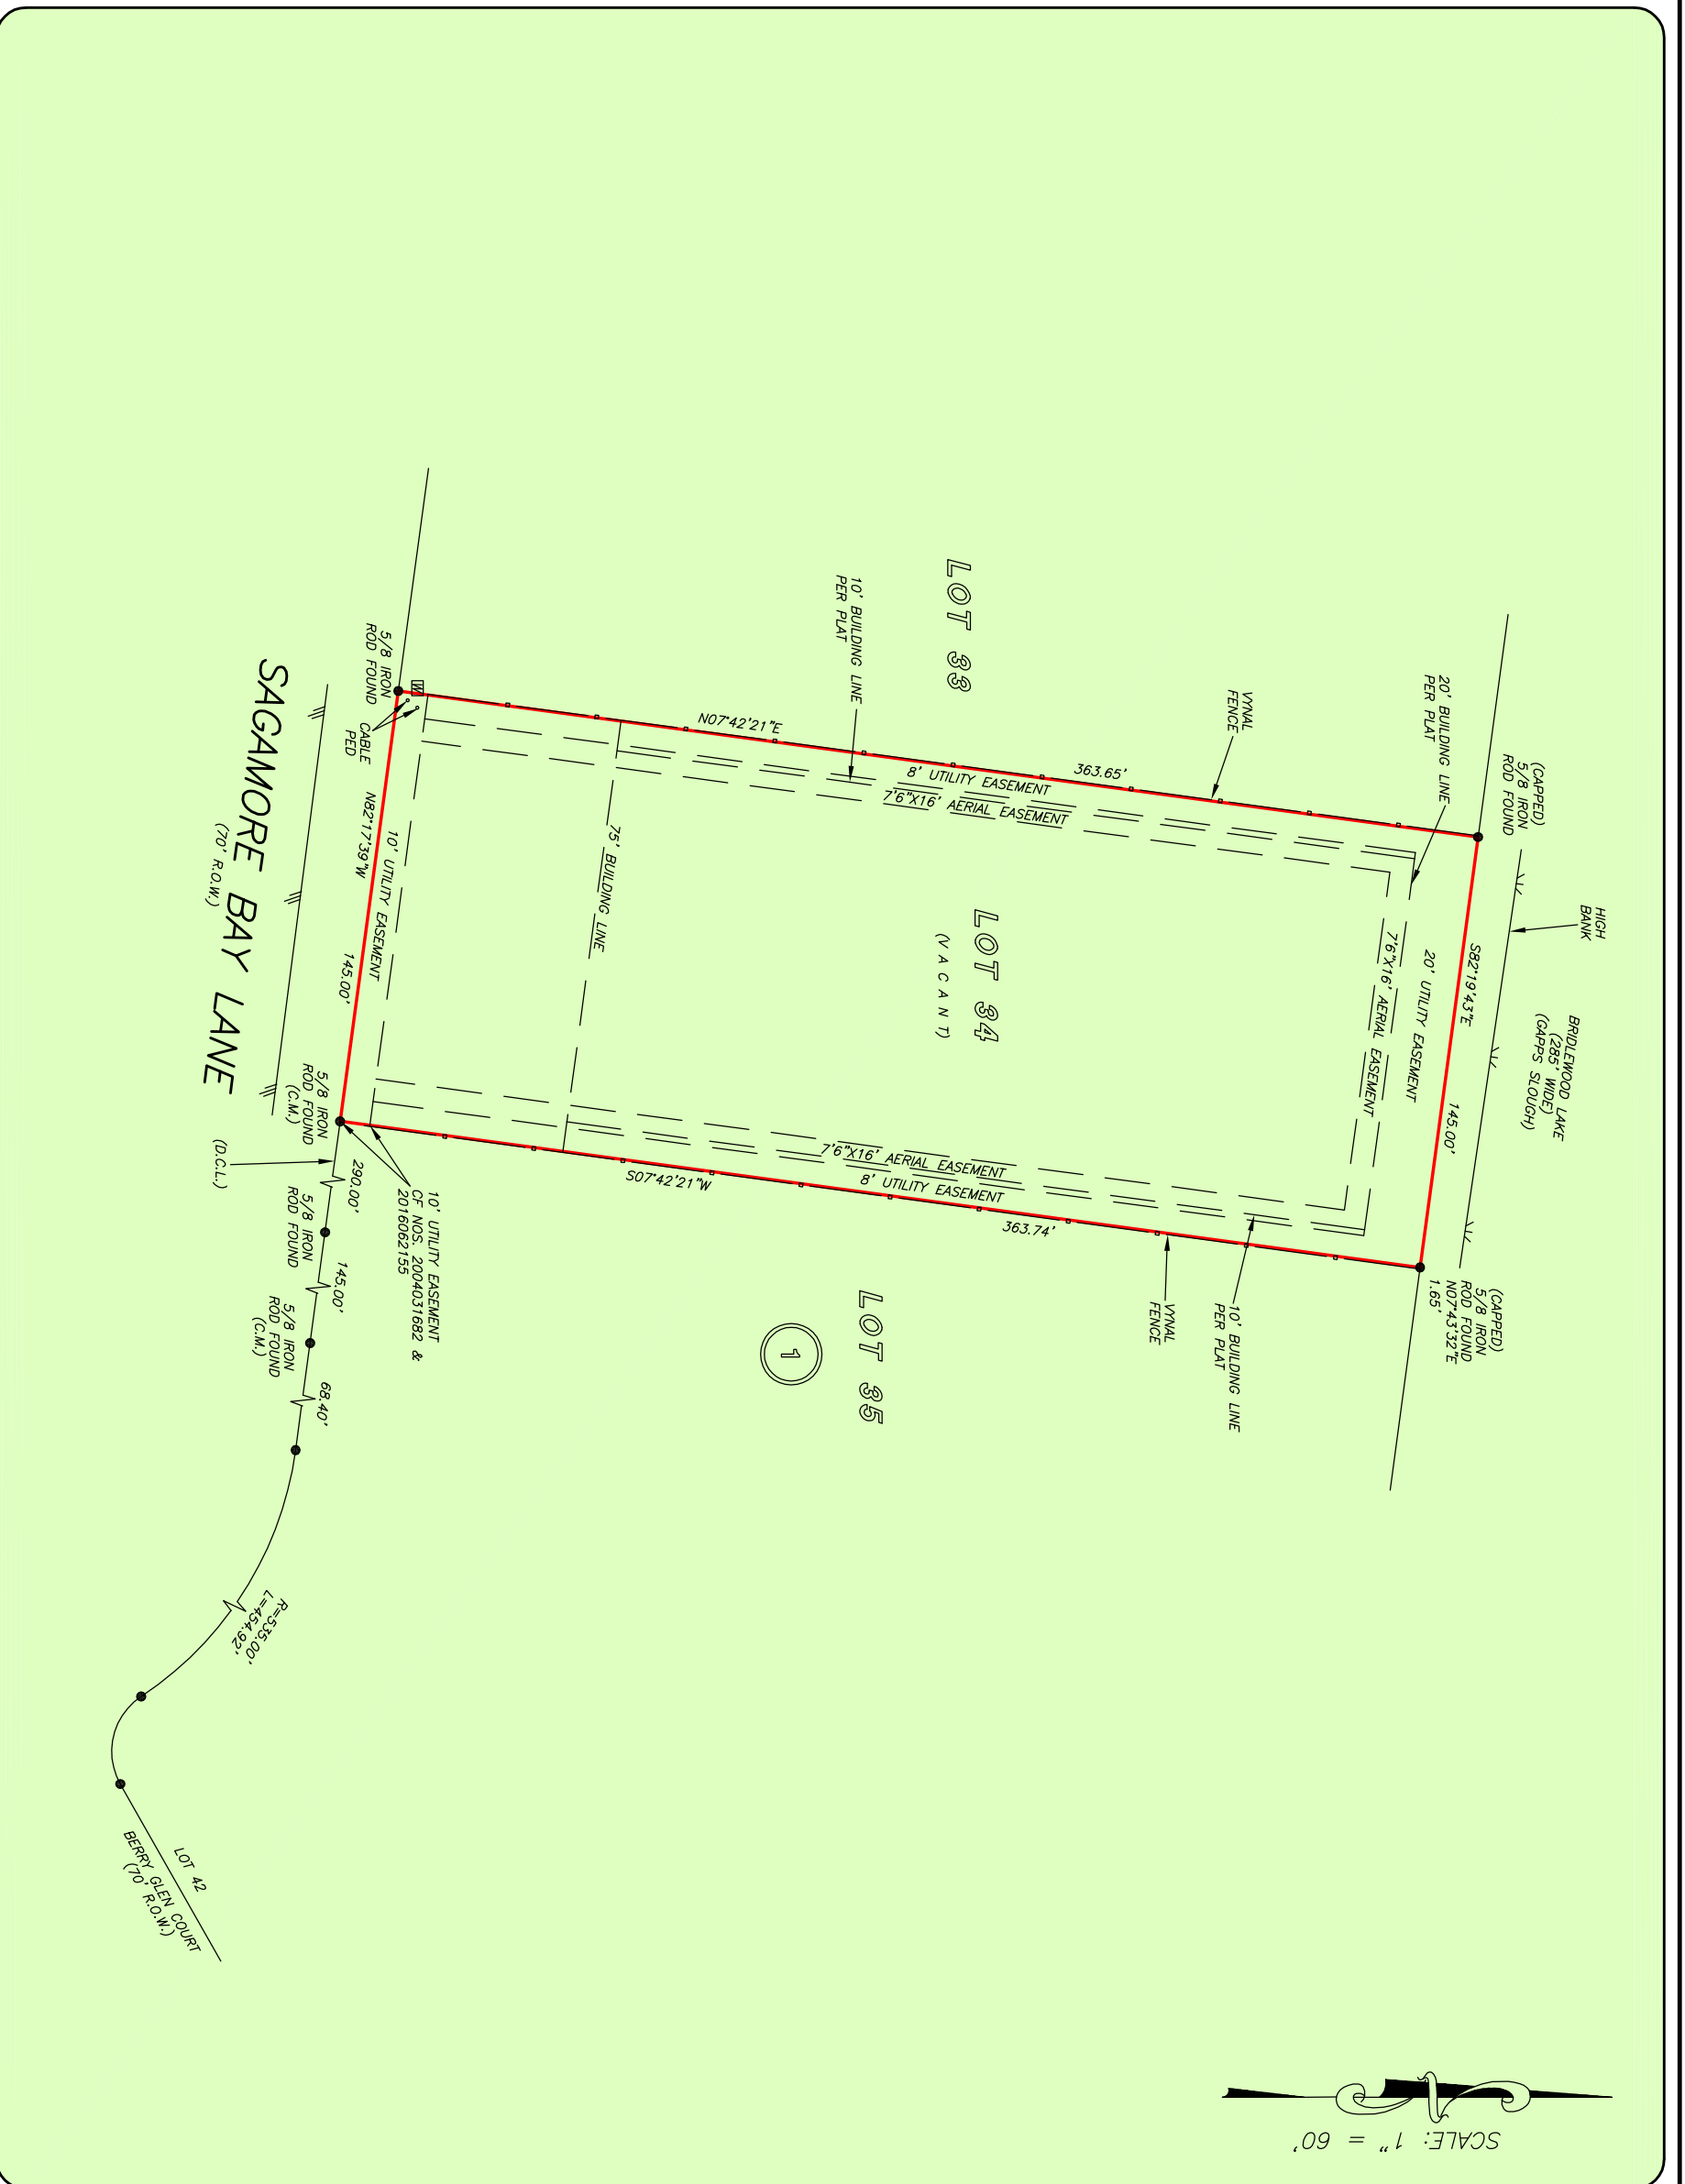 (CAPPED)
5/8 IRON
ROD FOUND
HIGH
BANK
BRIDLEWOOD LAKE
(285' WIDE)
(GAPPS SLOUGH)
(CAPPED)
5/8 IRON
ROD FOUND
N07°43'32"E
1.65'
S82°19'43"E
145.00'
20' BUILDING LINE
PER PLAT
20' UTILITY EASEMENT
7'6"X16' AERIAL EASEMENT
VYNAL
FENCE
10' BUILDING LINE
PER PLAT
VYNAL
FENCE
363.65'
N07°42'21"E
8' UTILITY EASEMENT
7'6"X16' AERIAL EASEMENT
LOT 33
LOT 34
(VACANT)
LOT 35
1
7'6"X16' AERIAL EASEMENT
8' UTILITY EASEMENT
363.74'
S07°42'21"W
10' BUILDING LINE
PER PLAT
75' BUILDING LINE
10' UTILITY EASEMENT
CF NOS. 2004031682 &
2016062155
5/8 IRON
ROD FOUND
CABLE
PED
W
10' UTILITY EASEMENT
N82°17'39"W
145.00'
5/8 IRON
ROD FOUND
(C.M.)
290.00'
5/8 IRON
ROD FOUND
145.00'
5/8 IRON
ROD FOUND
(C.M.)
68.40'
R=535.00'
L=454.92'
SAGAMORE BAY LANE
(70' R.O.W.)
(D.C.L.)
LOT 42
BERRY GLEN COURT
(70' R.O.W.)
N
SCALE: 1" = 60'